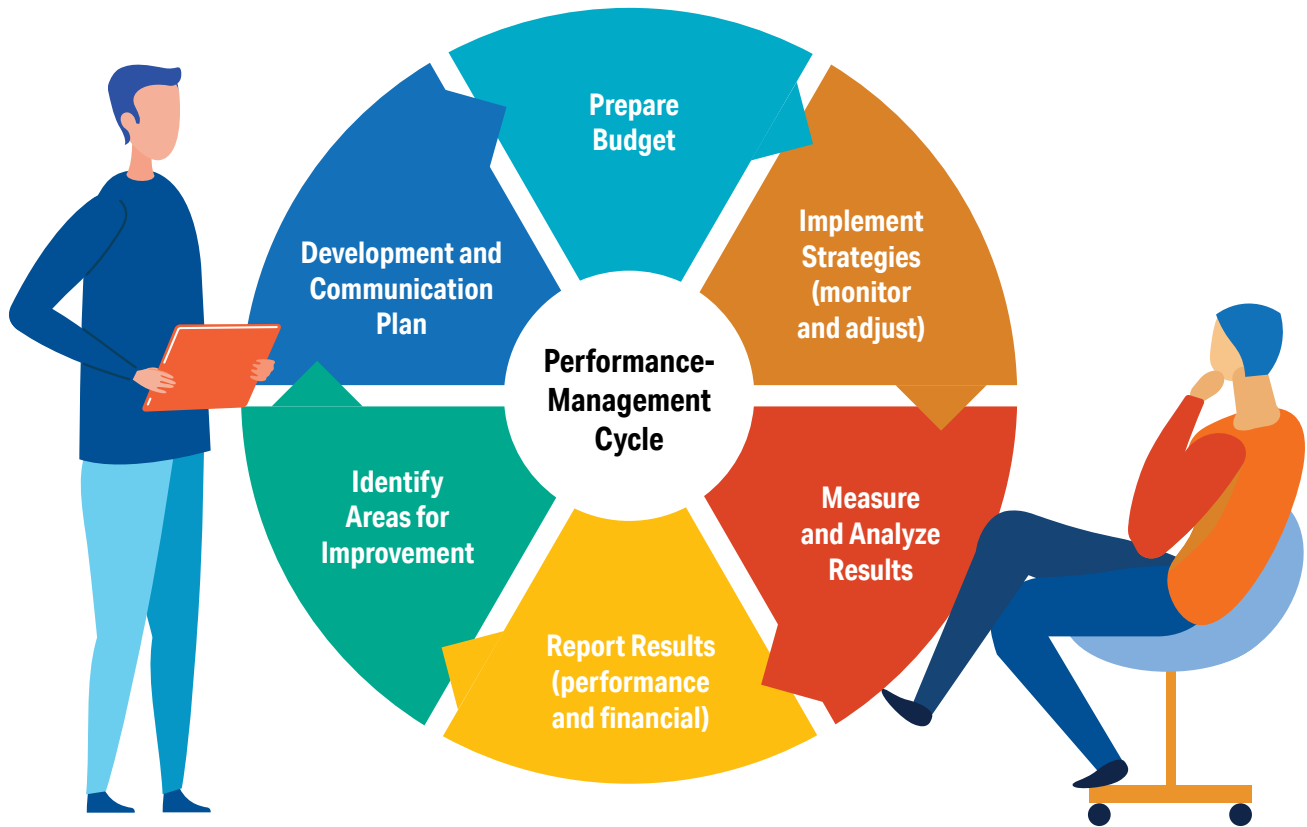 Prepare
Budget
Implement
Strategies
(monitor
and adjust)
Measure
and Analyze
Results
Report Results
(performance
and financial)
Identify
Areas for
Improvement
Development and
Communication
Plan
Performance-
Management
Cycle